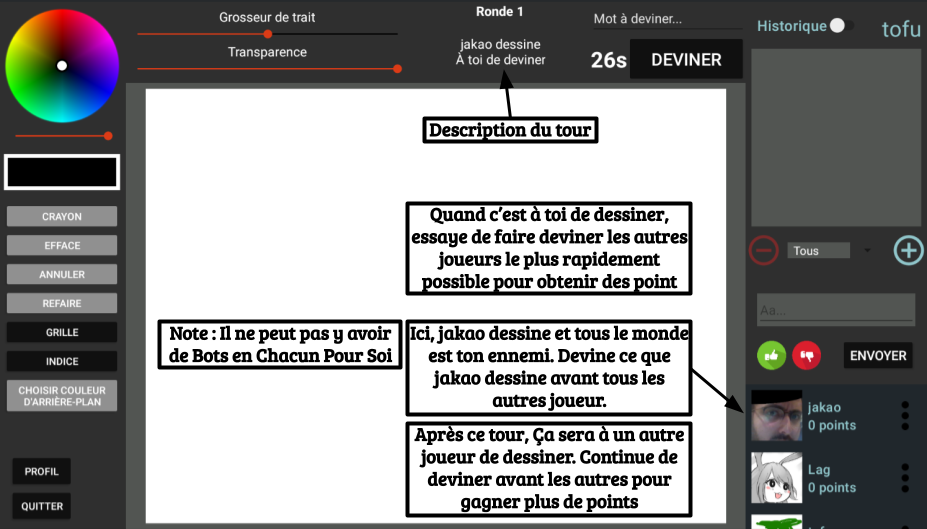 Grosseur de trait
Transparence
Ronde 1
jakao dessine
À toi de deviner
Mot à deviner...
26s
DEVINER
Historique
tofu
CRAYON
EFFACE
ANNULER
REFAIRE
GRILLE
INDICE
CHOISIR COULEUR
D'ARRIÈRE-PLAN
PROFIL
QUITTER
Description du tour
Quand c'est à toi de dessiner,
essaye de faire deviner les autres
joueurs le plus rapidement
possible pour obtenir des point
Note : Il ne peut pas y avoir
de Bots en Chacun Pour Soi
Ici, jakao dessine et tous le monde
est ton ennemi. Devine ce que
jakao dessine avant tous les
autres joueur.
Après ce tour, Ça sera à un autre
joueur de dessiner. Continue de
deviner avant les autres pour
gagner plus de points
Tous
Aa...
ENVOYER
jakao
0 points
Lag
0 points